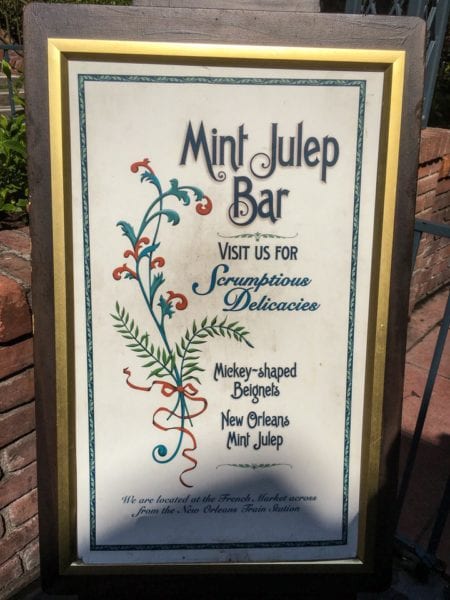 Mint Julep
Bar
Visit us for
Scrumptious
Delicacies
Mickey-shaped
Beignets
New Orleans
Mint Julep
We are located at the French Market across
from the New Orleans Train Station